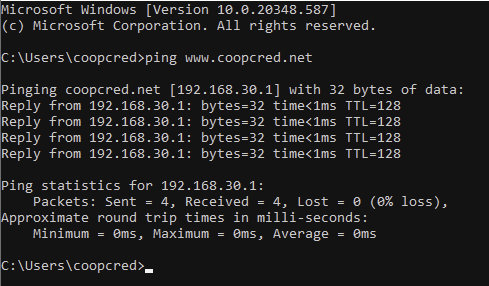 Microsoft Windows [Version 10.0.20348.587]
(c) Microsoft Corporation. All rights reserved.
C:\Users\coopcred>ping www.coopcred.net
Pinging coopcred.net [192.168.30.1] with 32 bytes of data:
Reply from 192.168.30.1: bytes=32 time<1ms TTL=128
Reply from 192.168.30.1: bytes=32 time<1ms TTL=128
Reply from 192.168.30.1: bytes=32 time<1ms TTL=128
Reply from 192.168.30.1: bytes=32 time<1ms TTL=128
Ping statistics for 192.168.30.1:
    Packets: Sent = 4, Received = 4, Lost = 0 (0% loss),
Approximate round trip times in milli-seconds:
    Minimum = 0ms, Maximum = 0ms, Average = 0ms
C:\Users\coopcred>